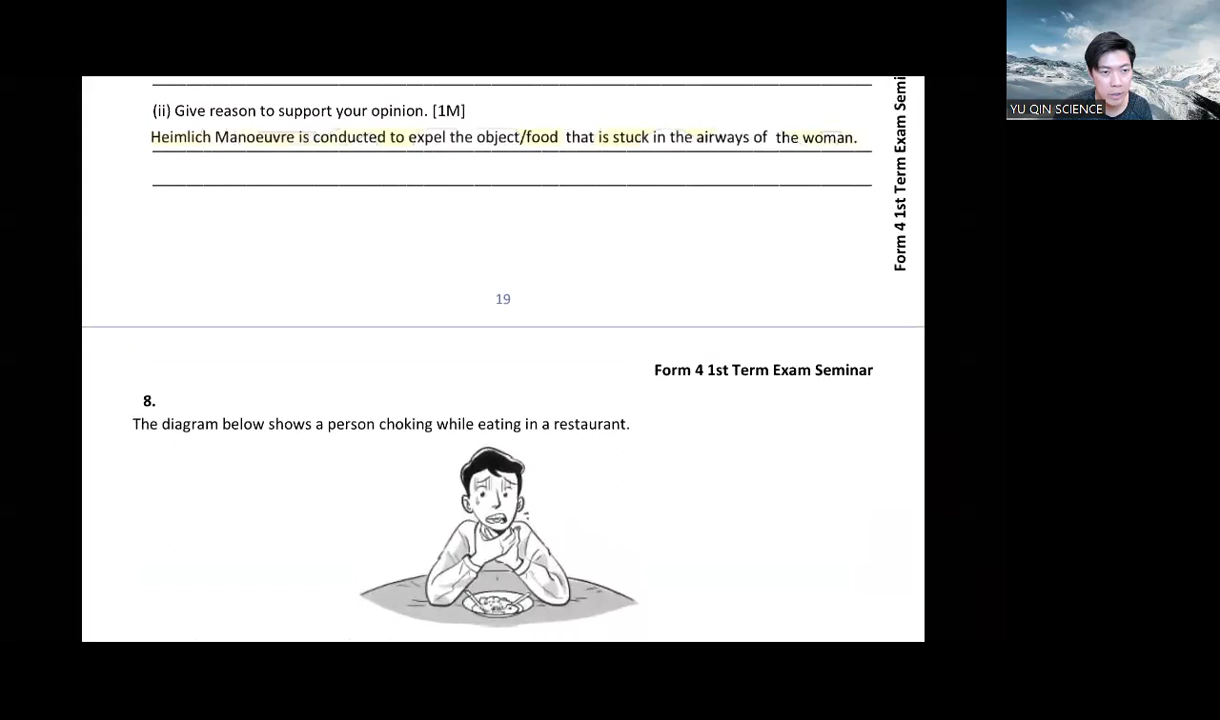 (ii) Give reason to support your opinion. [1M]
Heimlich Manoeuvre is conducted to expel the object/food that is stuck in the airways of the woman.
19
Form 4 1st Term Exam Semi
Form 4 1st Term Exam Seminar
8.
The diagram below shows a person choking while eating in a restaurant.
YU QIN SCIENCE